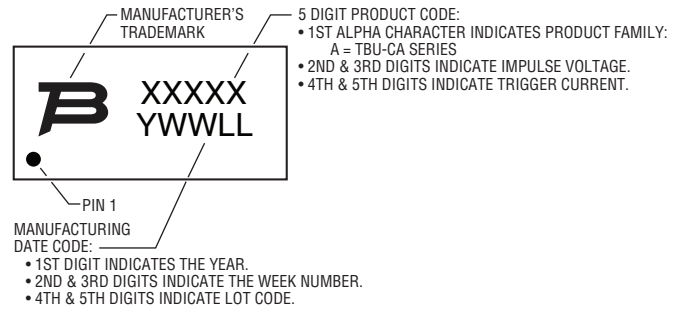 MANUFACTURER'S
TRADEMARK
5 DIGIT PRODUCT CODE:
• 1ST ALPHA CHARACTER INDICATES PRODUCT FAMILY:
A = TBU-CA SERIES
• 2ND & 3RD DIGITS INDICATE IMPULSE VOLTAGE.
• 4TH & 5TH DIGITS INDICATE TRIGGER CURRENT.
XXXXX
YWWLL
PIN 1
MANUFACTURING
DATE CODE:
• 1ST DIGIT INDICATES THE YEAR.
• 2ND & 3RD DIGITS INDICATE THE WEEK NUMBER.
• 4TH & 5TH DIGITS INDICATE LOT CODE.